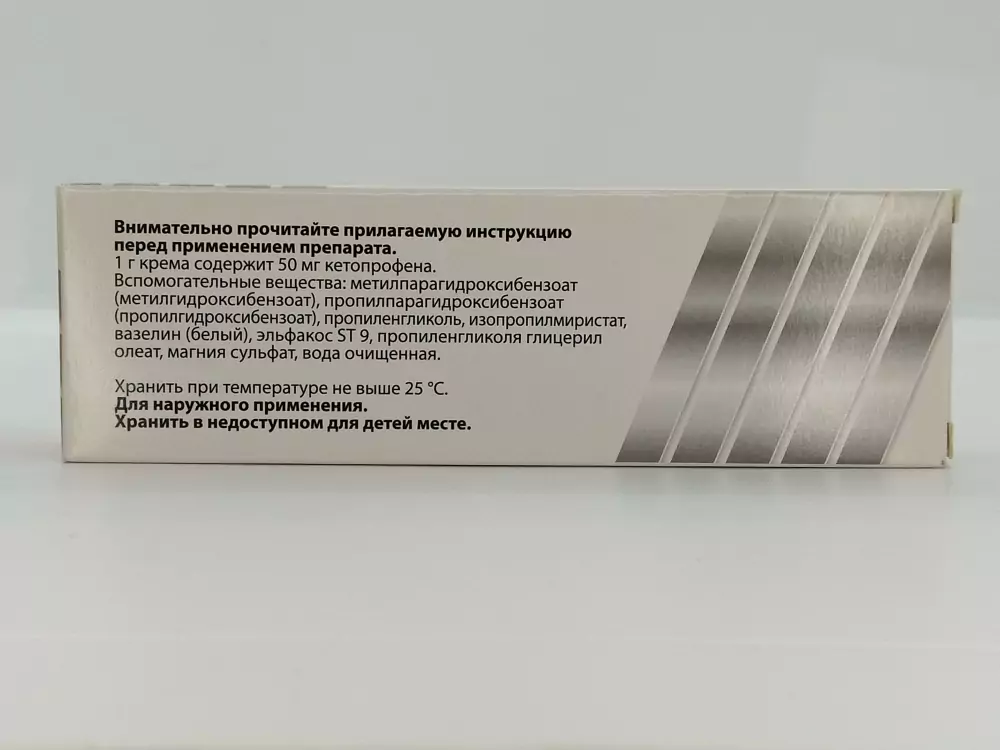 Внимательно прочитайте прилагаемую инструкцию
перед применением препарата.
1 г крема содержит 50 мг кетопрофена.
Вспомогательные вещества: метилпарагидроксибензоат
(метилгидроксибензоат), пропилпарагидроксибензоат
(пропилгидроксибензоат), пропиленгликоль, изопропилмиристат,
вазелин (белый), эльфакос ST 9, пропиленгликоля глицерил
олеат, магния сульфат, вода очищенная.
Хранить при температуре не выше 25 °C.
Для наружного применения.
Хранить в недоступном для детей месте.